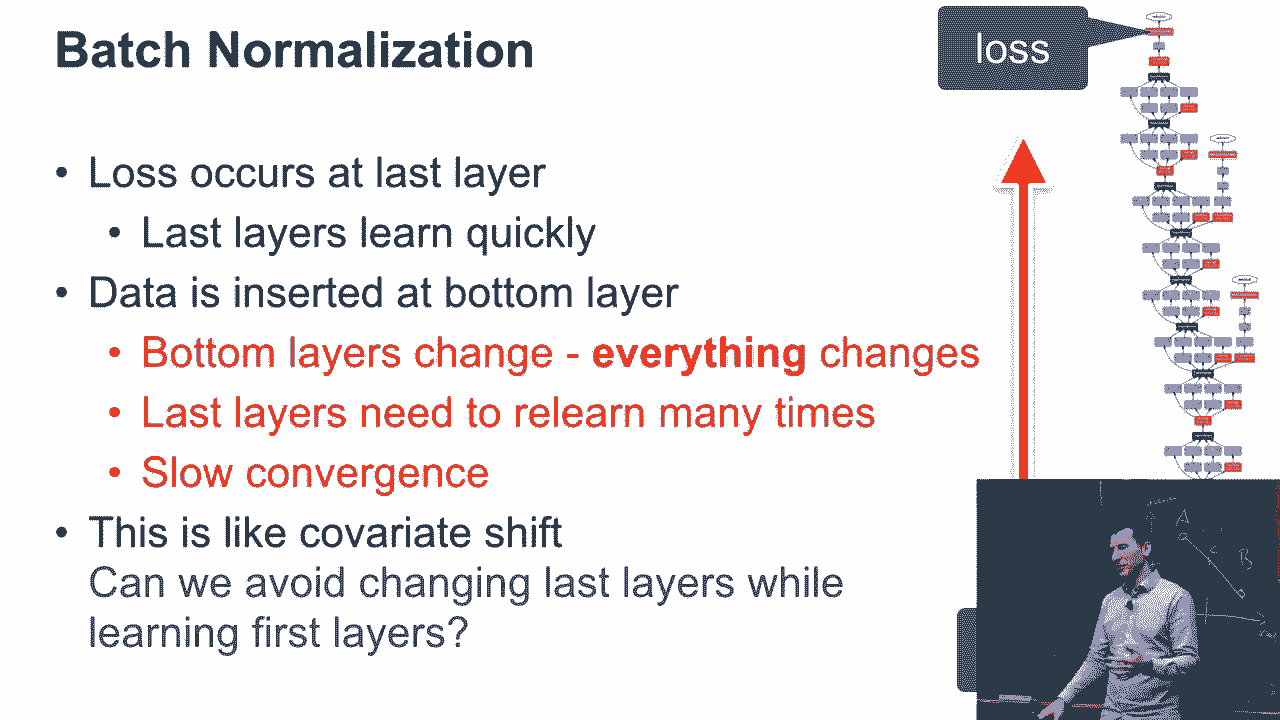 Batch Normalization
loss
• Loss occurs at last layer
• Last layers learn quickly
• Data is inserted at bottom layer
• Bottom layers change - everything changes
• Last layers need to relearn many times
• Slow convergence
• This is like covariate shift
Can we avoid changing last layers while
learning first layers?
A
C
B